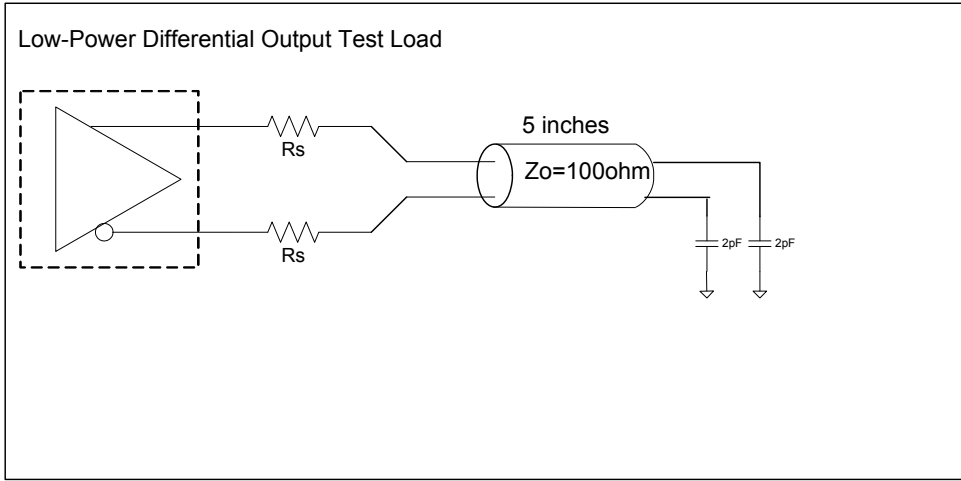 Low-Power Differential Output Test Load
Rs
5 inches
Zo=100ohm
Rs
2pF
2pF